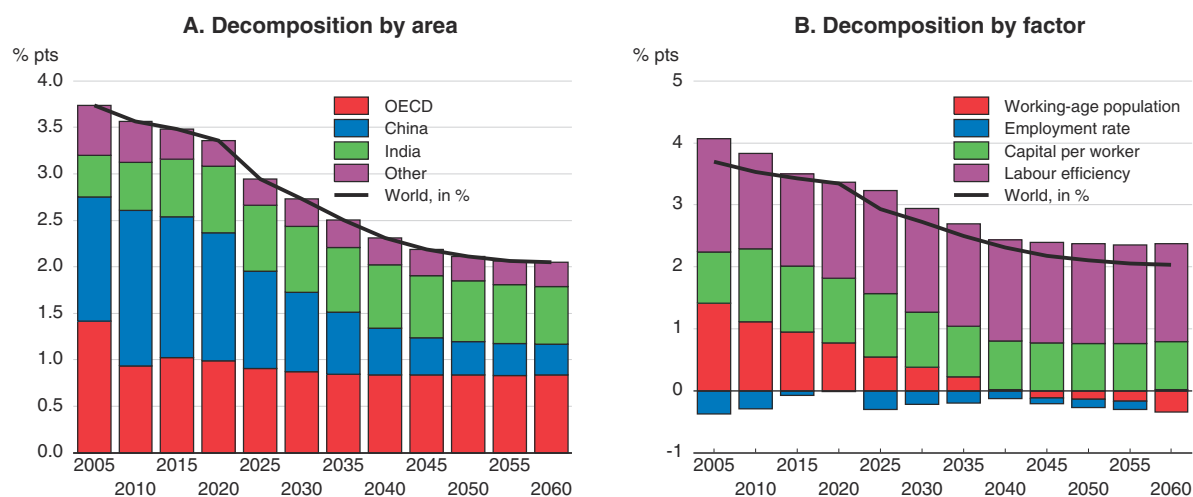 A. Decomposition by area
% pts
4.0
3.5
3.0
2.5
2.0
1.5
1.0
0.5
0.0
OECD
China
India
Other
World, in %
2005 2015 2025 2035 2045 2055
2010 2020 2030 2040 2050 2060
B. Decomposition by factor
% pts
5
4
3
2
1
0
-1
Working-age population
Employment rate
Capital per worker
Labour efficiency
World, in %
2005 2015 2025 2035 2045 2055
2010 2020 2030 2040 2050 2060